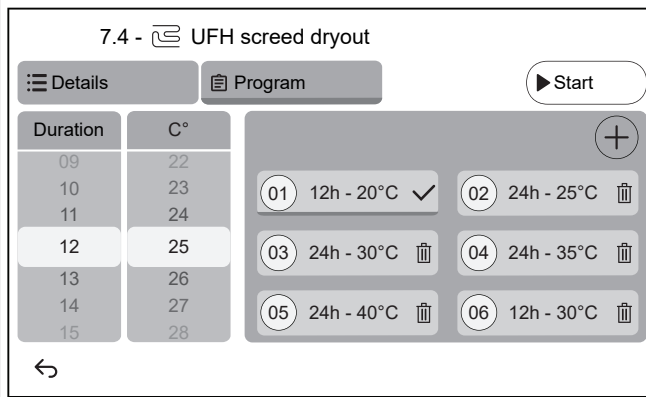 7.4 - UFH screed dryout
Details
Program
Start
Duration
C°
09
10
11
12
13
14
15
22
23
24
25
26
27
28
01 12h - 20°C
02 24h - 25°C
03 24h - 30°C
04 24h - 35°C
05 24h - 40°C
06 12h - 30°C